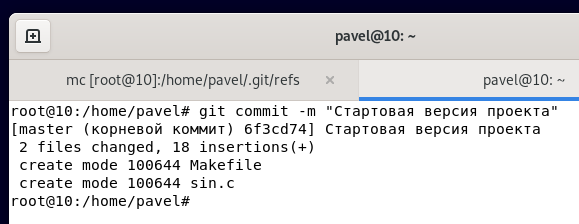 pavel@10: ~
mc [root@10]:/home/pavel/.git/refs × pavel@10: ~
root@10:/home/pavel# git commit -m "Стартовая версия проекта"
[master (корневой коммит) 6f3cd74] Стартовая версия проекта
 2 files changed, 18 insertions(+)
 create mode 100644 Makefile
 create mode 100644 sin.c
root@10:/home/pavel#